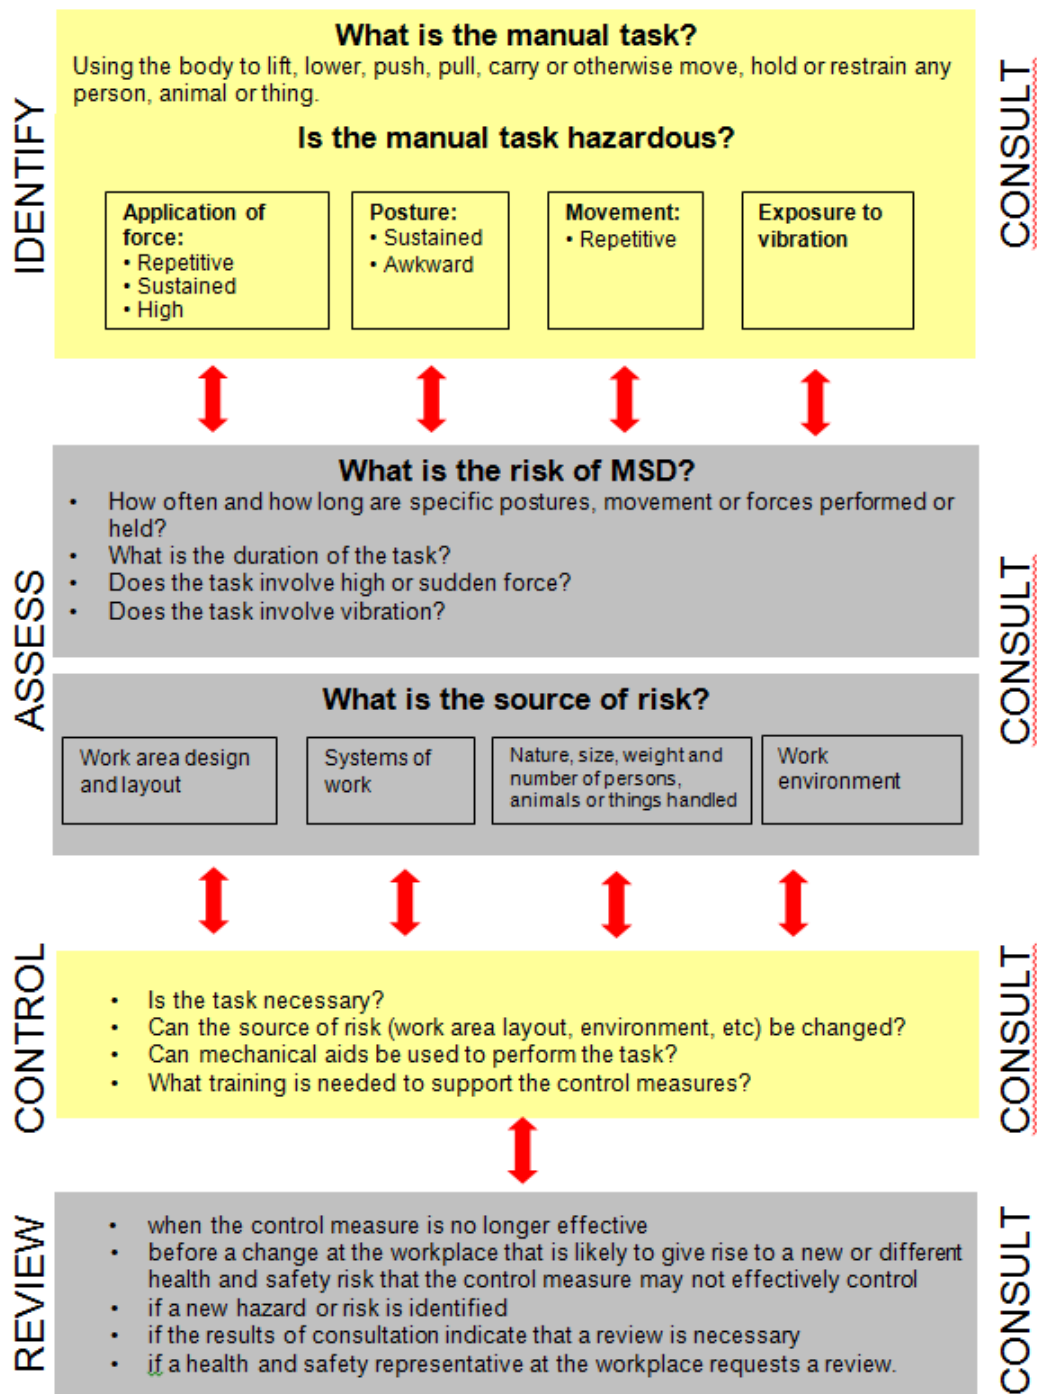 IDENTIFY
CONSULT
What is the manual task?
Using the body to lift, lower, push, pull, carry or otherwise move, hold or restrain any
person, animal or thing.
Is the manual task hazardous?
Application of
force:
• Repetitive
• Sustained
• High
Posture:
• Sustained
• Awkward
Movement:
• Repetitive
Exposure to
vibration
ASSESS
CONSULT
What is the risk of MSD?
• How often and how long are specific postures, movement or forces performed or
held?
• What is the duration of the task?
• Does the task involve high or sudden force?
• Does the task involve vibration?
What is the source of risk?
Work area design
and layout
Systems of
work
Nature, size, weight and
number of persons,
animals or things handled
Work
environment
CONTROL
CONSULT
• Is the task necessary?
• Can the source of risk (work area layout, environment, etc) be changed?
• Can mechanical aids be used to perform the task?
• What training is needed to support the control measures?
REVIEW
CONSULT
• when the control measure is no longer effective
• before a change at the workplace that is likely to give rise to a new or different
health and safety risk that the control measure may not effectively control
• if a new hazard or risk is identified
• if the results of consultation indicate that a review is necessary
• if a health and safety representative at the workplace requests a review.